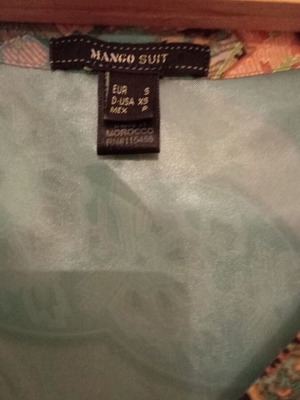 MANGO SUIT
EUR S
D-USA XS
MEX P
MOROCCO